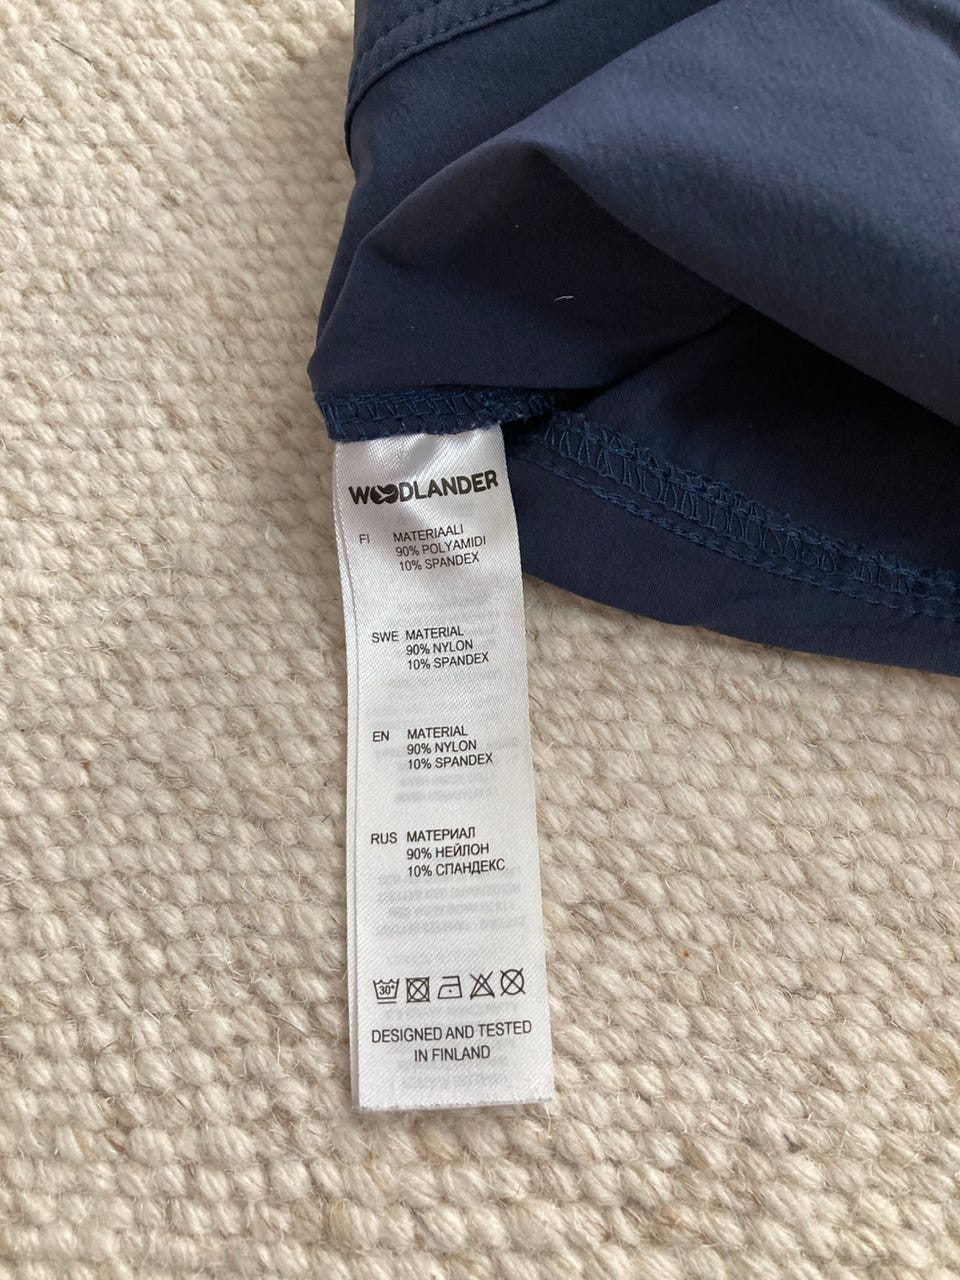 WOODLANDER
FI MATERIAALI
90% POLYAMIDI
10% SPANDEX
SWE MATERIAL
90% NYLON
10% SPANDEX
EN MATERIAL
90% NYLON
10% SPANDEX
RUS МАТЕРИАЛ
90% НЕЙЛОН
10% СПАНДЕКС
30°
DESIGNED AND TESTED
IN FINLAND